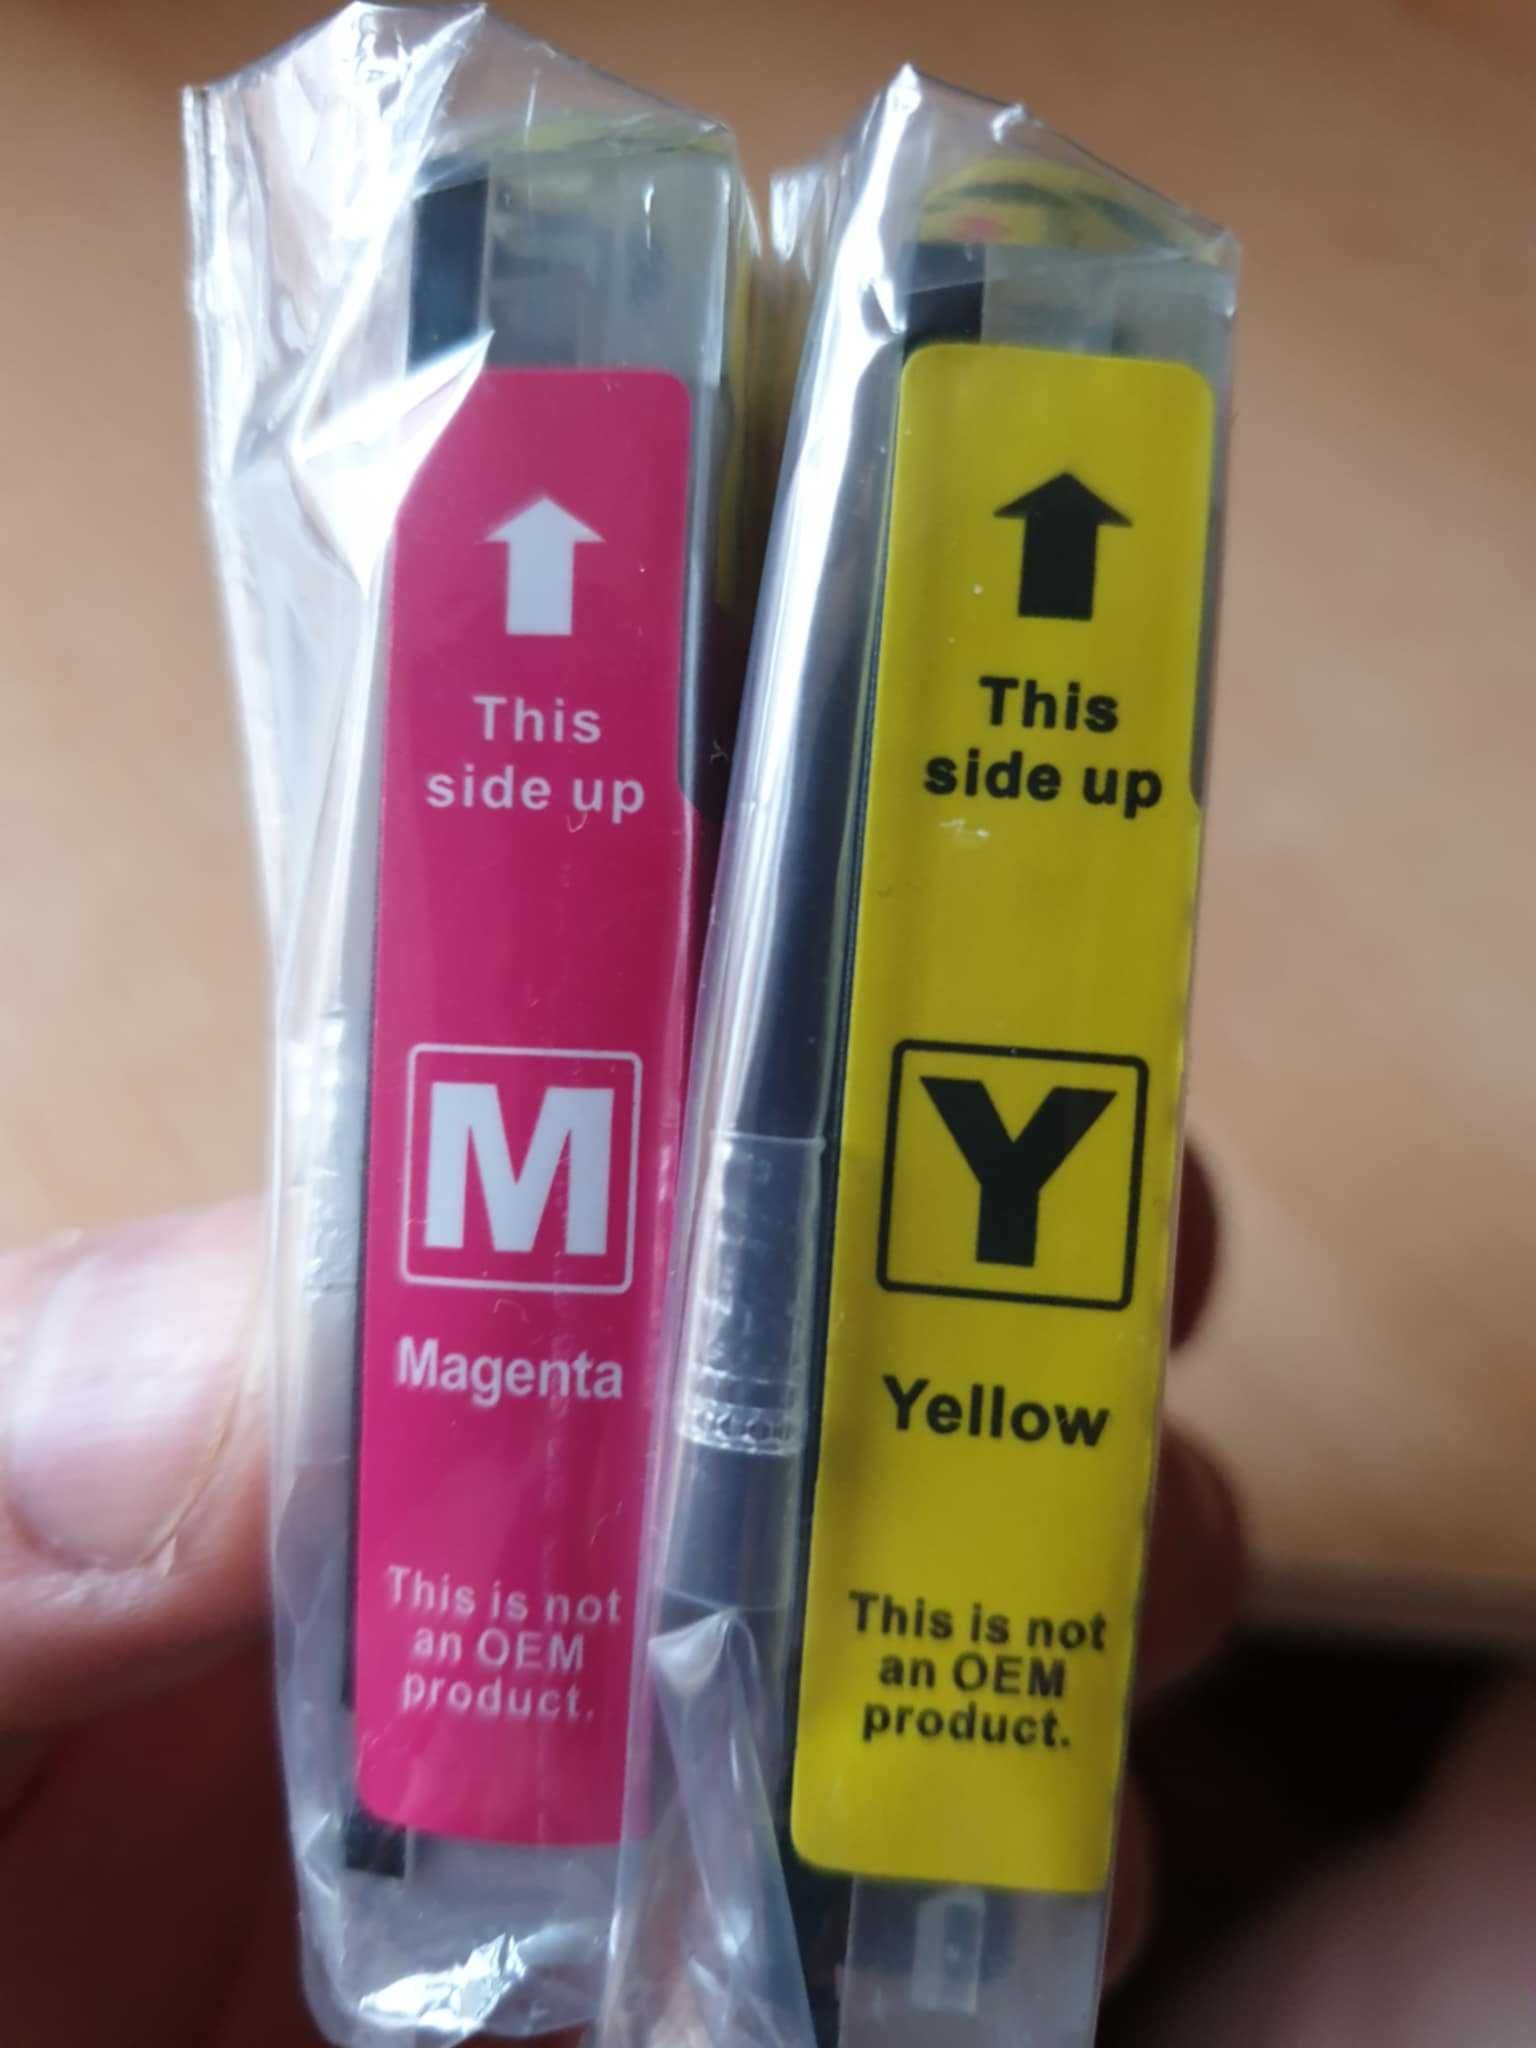 This
side up
M
Magenta
This is not
an OEM
product.
This
side up
Y
Yellow
This is not
an OEM
product.